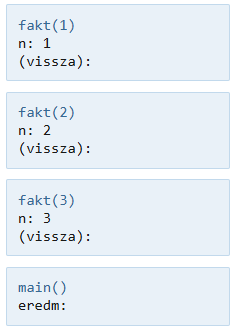 fakt(1)
n: 1
(vissza):
fakt(2)
n: 2
(vissza):
fakt(3)
n: 3
(vissza):
main()
eredm: